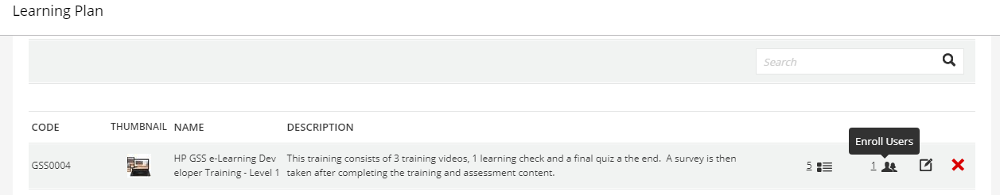 Learning Plan
Search
CODE THUMBNAIL NAME DESCRIPTION
Enroll Users
GSS0004
HP GSS e-Learning Dev
eloper Training - Level 1
This training consists of 3 training videos, 1 learning check and a final quiz a the end. A survey is then
taken after completing the training and assessment content.
5
1